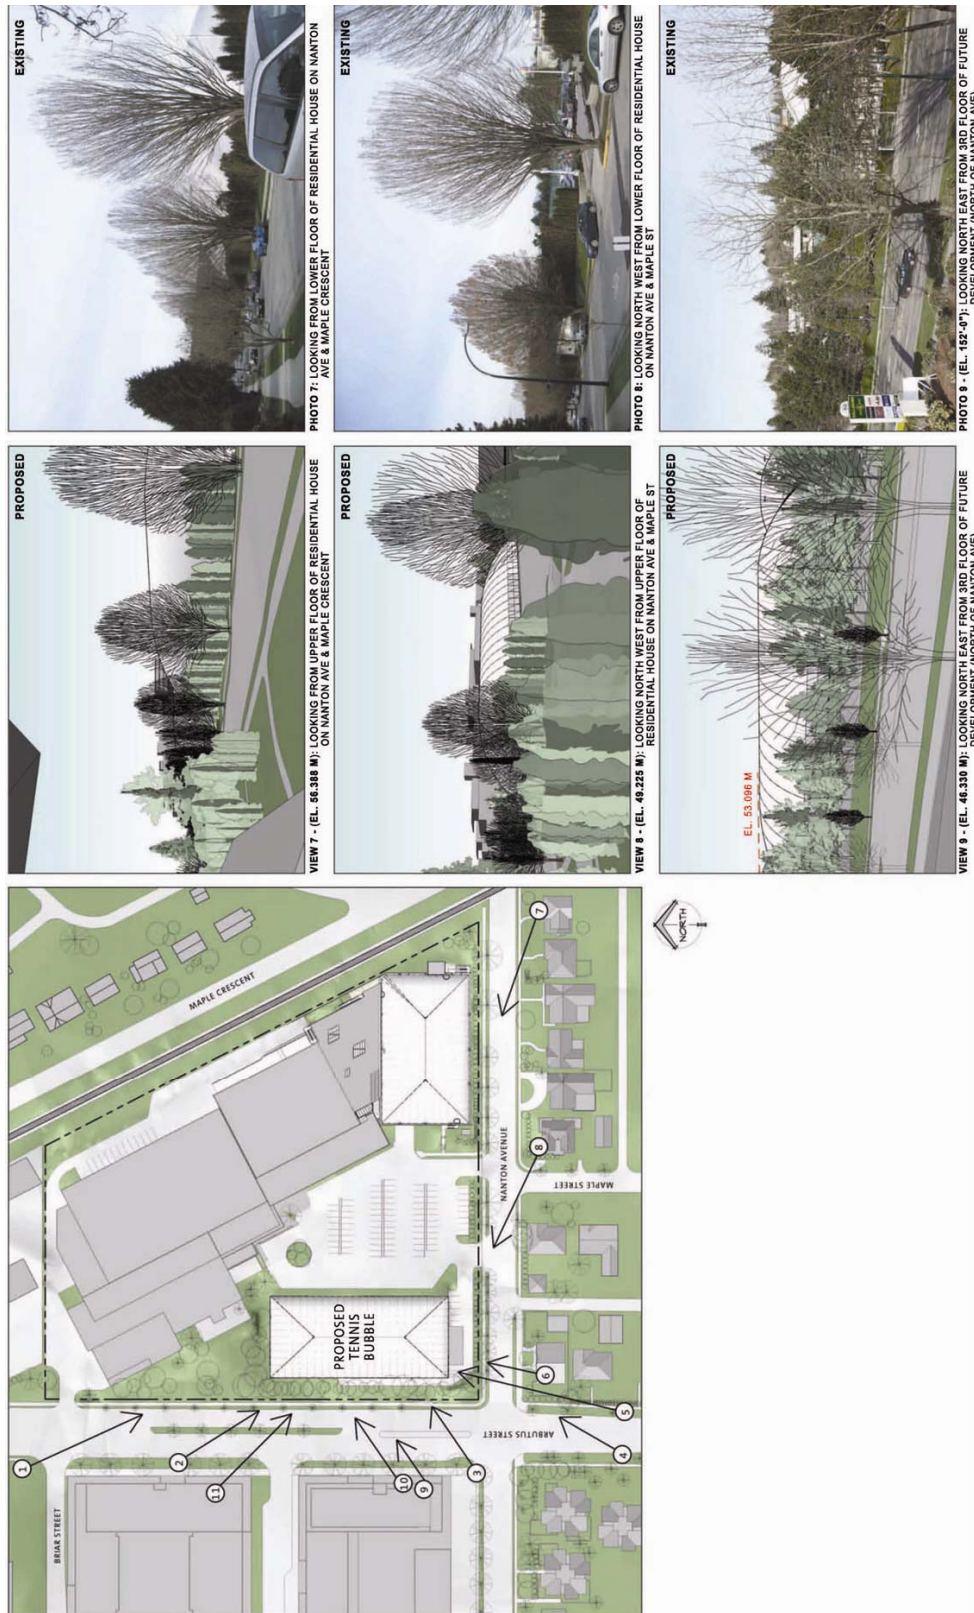 BRIAR STREET
ARBUTUS STREET
MAPLE CRESCENT
NANTON AVENUE
MAPLE STREET
PROPOSED
TENNIS
BUBBLE
1
2
11
10
9
3
4
5
6
8
7
NORTH
PROPOSED
VIEW 7 - (EL. 56.388 M): LOOKING FROM UPPER FLOOR OF RESIDENTIAL HOUSE
ON NANTON AVE & MAPLE CRESCENT
EXISTING
PHOTO 7: LOOKING FROM LOWER FLOOR OF RESIDENTIAL HOUSE ON NANTON
AVE & MAPLE CRESCENT
PROPOSED
VIEW 8 - (EL. 49.225 M): LOOKING NORTH WEST FROM UPPER FLOOR OF
RESIDENTIAL HOUSE ON NANTON AVE & MAPLE ST
EXISTING
PHOTO 8: LOOKING NORTH WEST FROM LOWER FLOOR OF RESIDENTIAL HOUSE
ON NANTON AVE & MAPLE ST
PROPOSED
EL. 53.096 M
VIEW 9 - (EL. 46.330 M): LOOKING NORTH EAST FROM 3RD FLOOR OF FUTURE
DEVELOPMENT (NORTH OF NANTON AVE)
EXISTING
PHOTO 9 - (EL. 152'-0"): LOOKING NORTH EAST FROM 3RD FLOOR OF FUTURE
DEVELOPMENT (NORTH OF NANTON AVE)